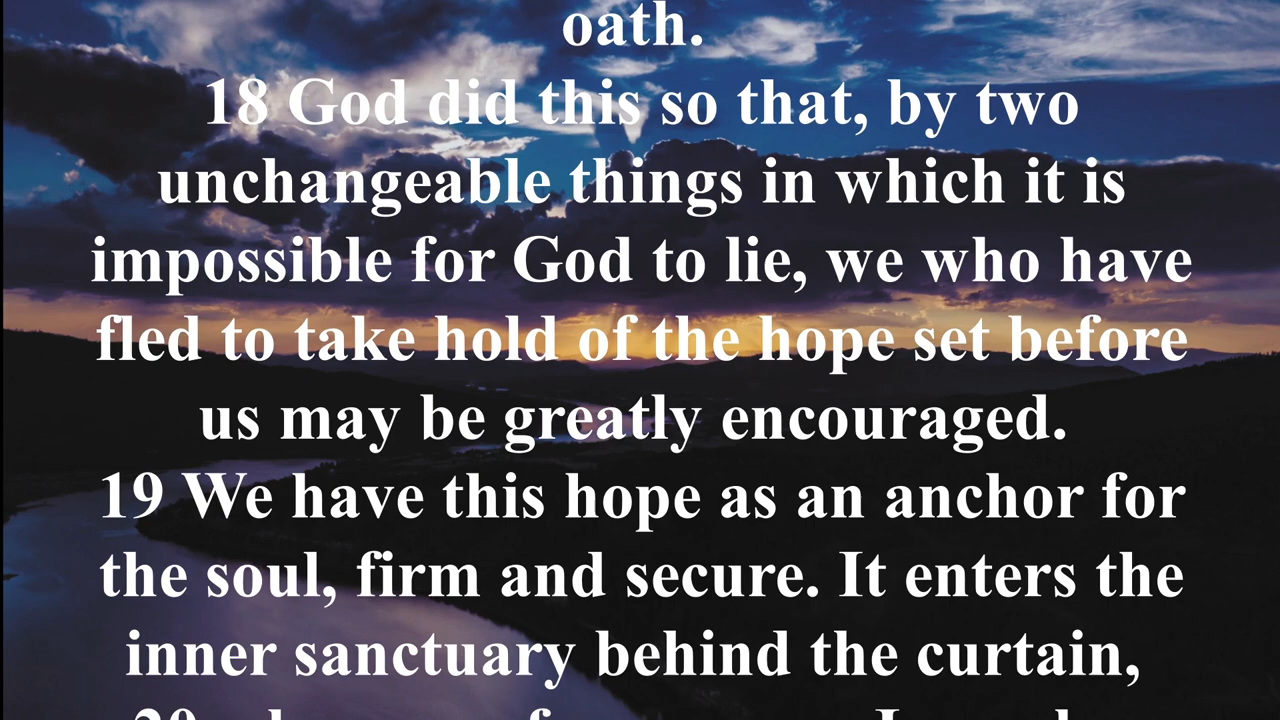 oath.
18 God did this so that, by two
unchangeable things in which it is
impossible for God to lie, we who have
fled to take hold of the hope set before
us may be greatly encouraged.
19 We have this hope as an anchor for
the soul, firm and secure. It enters the
inner sanctuary behind the curtain,